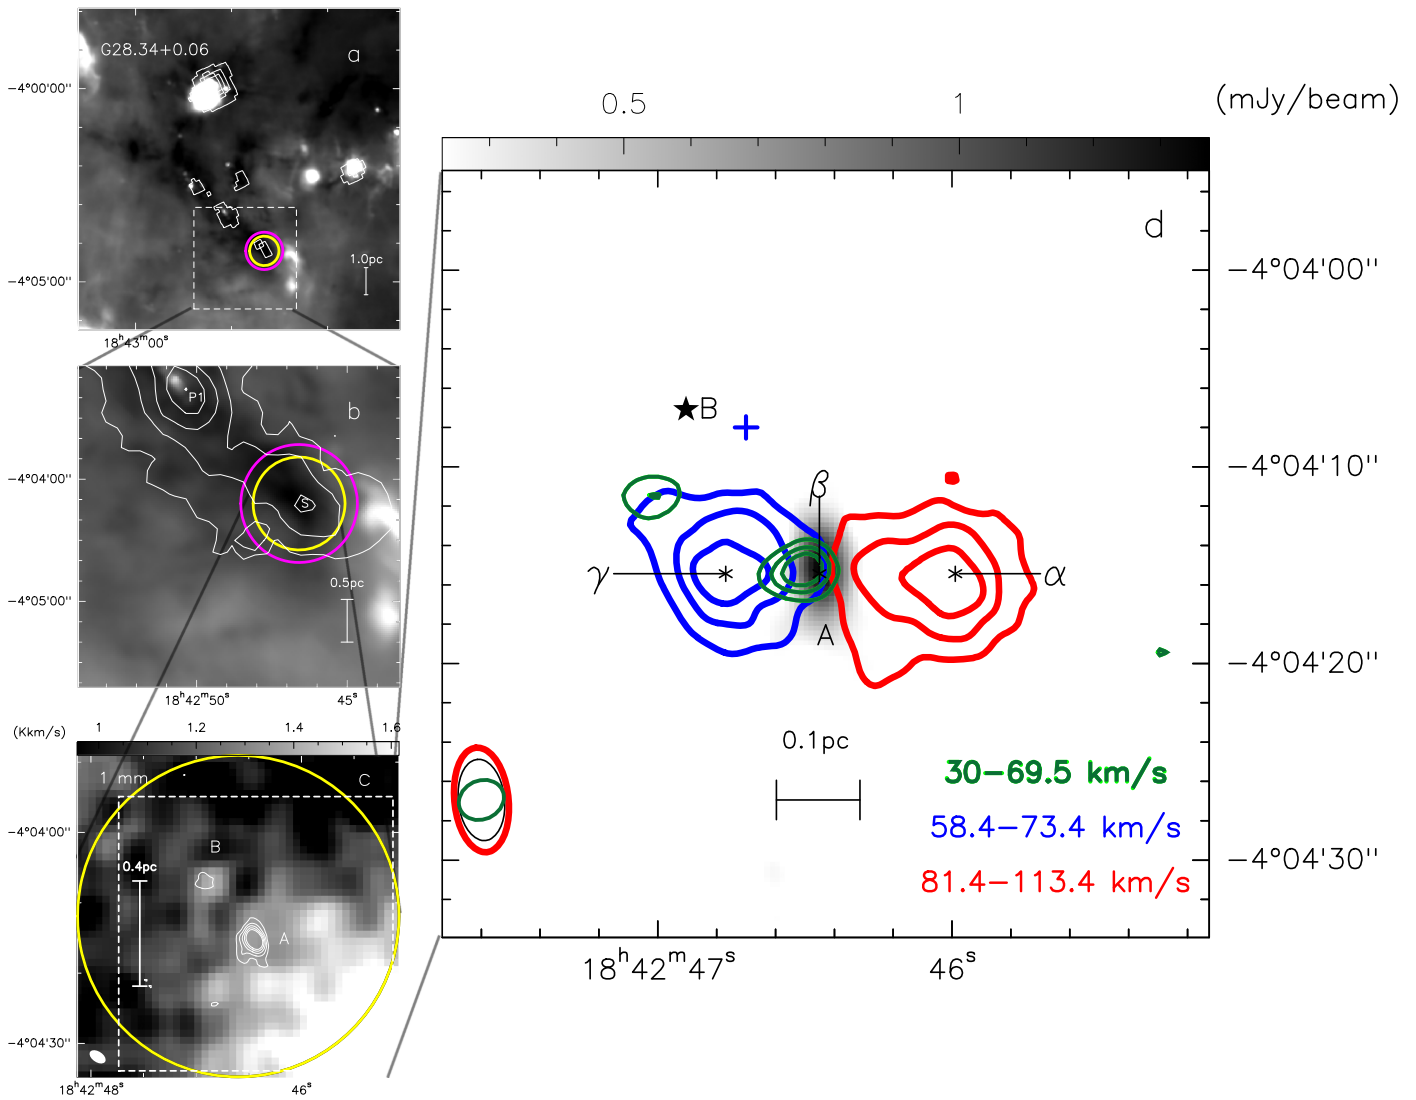 G28.34+0.06
a
−4°00'00''
−4°05'00''
1.0pc
18ʰ43ᵐ00ˢ
P1
b
S
−4°04'00''
−4°05'00''
0.5pc
18ʰ42ᵐ50ˢ
45ˢ
(Kkm/s)
1
1.2
1.4
1.6
1 mm
C
B
0.4pc
A
−4°04'00''
−4°04'30''
18ʰ42ᵐ48ˢ
46ˢ
0.5
1
(mJy/beam)
d
−4°04'00''
B
−4°04'10''
β
γ
α
A
−4°04'20''
0.1pc
30−69.5 km/s
58.4−73.4 km/s
81.4−113.4 km/s
−4°04'30''
18ʰ42ᵐ47ˢ
46ˢ